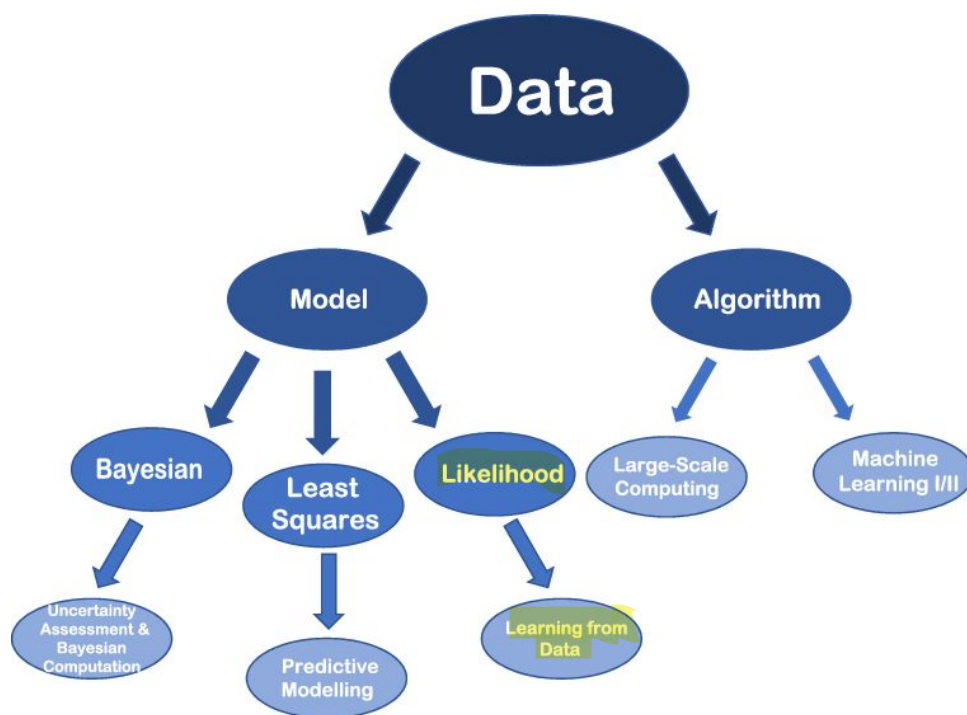 Data
Model
Algorithm
Bayesian
Least
Squares
Likelihood
Large-Scale
Computing
Machine
Learning I/II
Uncertainty
Assessment &
Bayesian
Computation
Predictive
Modelling
Learning from
Data